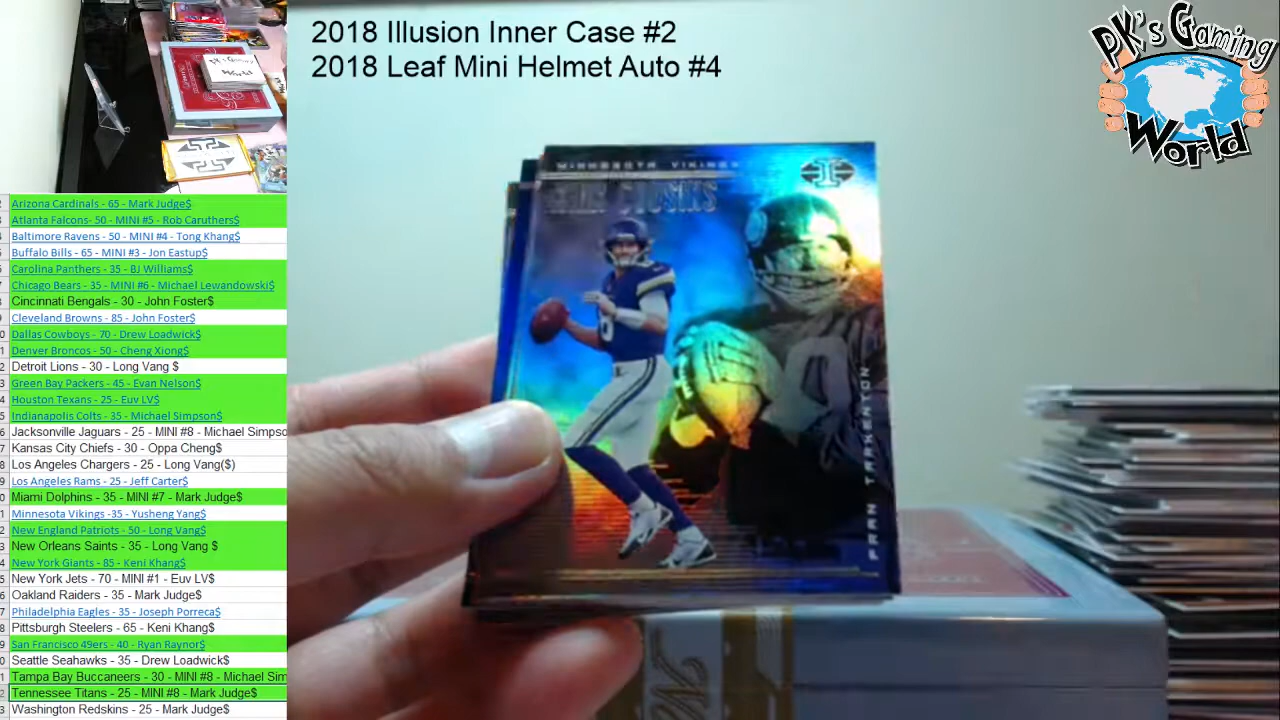 2018 Illusion Inner Case #2
2018 Leaf Mini Helmet Auto #4
PK's Gaming
World
Arizona Cardinals - 65 - Mark Judge$
Atlanta Falcons- 50 - MINI #5 - Rob Caruthers$
Baltimore Ravens - 50 - MINI #4 - Tong Khang$
Buffalo Bills - 65 - MINI #3 - Jon Eastup$
Carolina Panthers - 35 - BJ Williams$
Chicago Bears - 35 - MINI #6 - Michael Lewandowski$
Cincinnati Bengals - 30 - John Foster$
Cleveland Browns - 85 - John Foster$
Dallas Cowboys - 70 - Drew Loadwick$
Denver Broncos - 50 - Cheng Xiong$
Detroit Lions - 30 - Long Vang $
Green Bay Packers - 45 - Evan Nelson$
Houston Texans - 25 - Euv LV$
Indianapolis Colts - 35 - Michael Simpson$
Jacksonville Jaguars - 25 - MINI #8 - Michael Simpso
Kansas City Chiefs - 30 - Oppa Cheng$
Los Angeles Chargers - 25 - Long Vang($)
Los Angeles Rams - 25 - Jeff Carter$
Miami Dolphins - 35 - MINI #7 - Mark Judge$
Minnesota Vikings -35 - Yusheng Yang$
New England Patriots - 50 - Long Vang$
New Orleans Saints - 35 - Long Vang $
New York Giants - 85 - Keni Khang$
New York Jets - 70 - MINI #1 - Euv LV$
Oakland Raiders - 35 - Mark Judge$
Philadelphia Eagles - 35 - Joseph Porreca$
Pittsburgh Steelers - 65 - Keni Khang$
San Francisco 49ers - 40 - Ryan Raynor$
Seattle Seahawks - 35 - Drew Loadwick$
Tampa Bay Buccaneers - 30 - MINI #8 - Michael Sim
Tennessee Titans - 25 - MINI #8 - Mark Judge$
Washington Redskins - 25 - Mark Judge$
MINNESOTA VIKINGS
COUSINS
FRAN TARKENTON